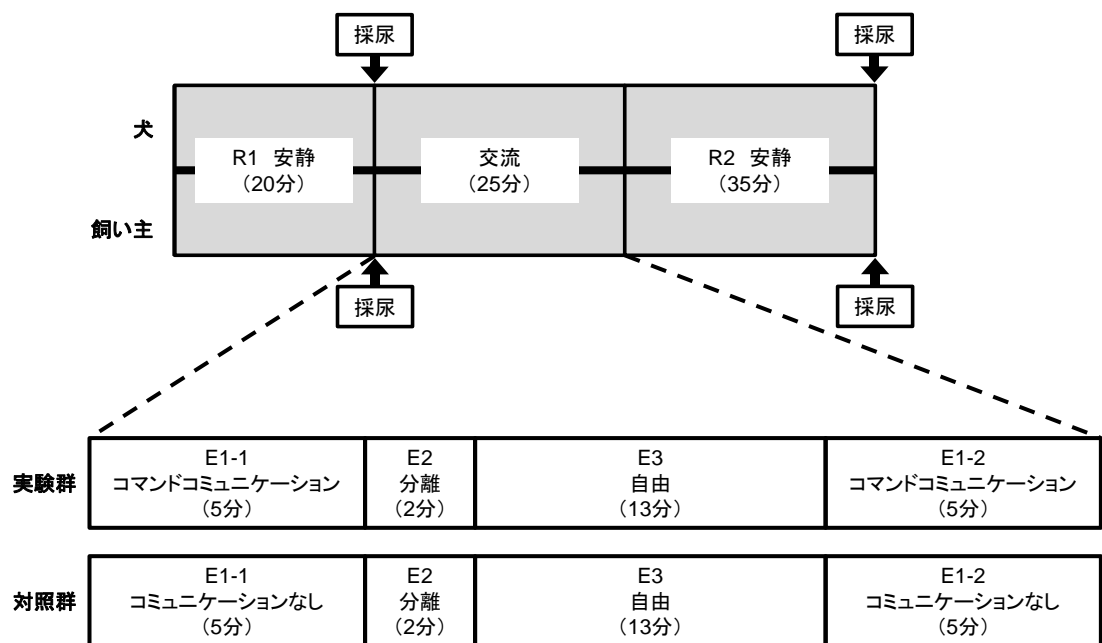 採尿
採尿
犬
R1 安静
（20分）
交流
（25分）
R2 安静
（35分）
飼い主
採尿
採尿
実験群
E1-1
コマンドコミュニケーション
（5分）
E2
分離
（2分）
E3
自由
（13分）
E1-2
コマンドコミュニケーション
（5分）
対照群
E1-1
コミュニケーションなし
（5分）
E2
分離
（2分）
E3
自由
（13分）
E1-2
コミュニケーションなし
（5分）